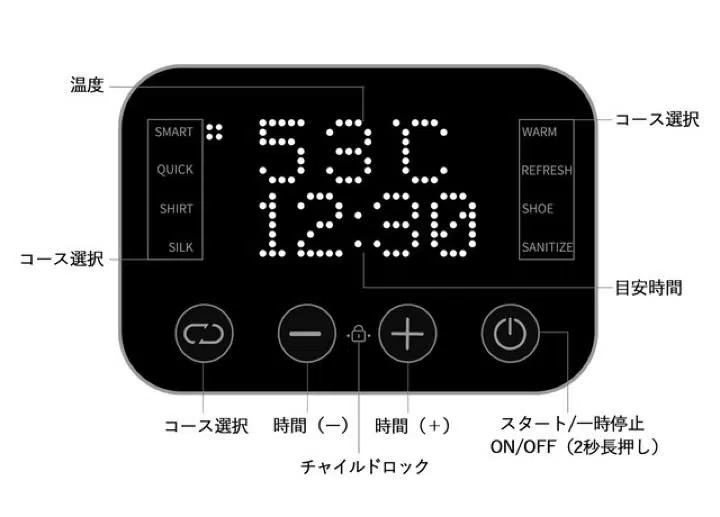 温度
コース選択
SMART
53C
WARM
QUICK
REFRESH
SHIRT
12:30
SHOE
SILK
SANITIZE
コース選択
目安時間
コース選択
時間（ー）
時間（＋）
スタート/一時停止
ON/OFF（2秒長押し）
チャイルドロック